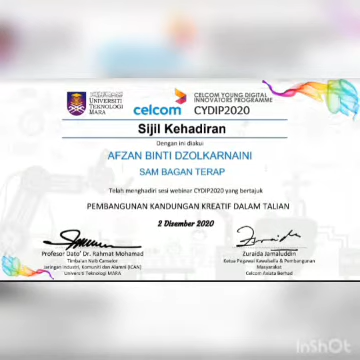 UNIVERSITI
TEKNOLOGI
MARA
celcom
CELCOM YOUNG DIGITAL
INNOVATORS PROGRAMME
CYDIP2020
Sijil Kehadiran
Dengan ini diakui
AFZAN BINTI DZOLKARNAINI
SAM BAGAN TERAP
Telah menghadiri sesi webinar CYDIP2020 yang bertajuk
PEMBANGUNAN KANDUNGAN KREATIF DALAM TALIAN
2 Disember 2020
Profesor Dato' Dr. Rahmat Mohamad
Timbalan Naib Canselor
Jaringan Industri, Komuniti dan Alumni (ICAN)
Universiti Teknologi MARA
Zuraida Jamaluddin
Ketua Pegawai Kewibawaan & Pembangunan
Masyarakat
Celcom Axiata Berhad
InShOt